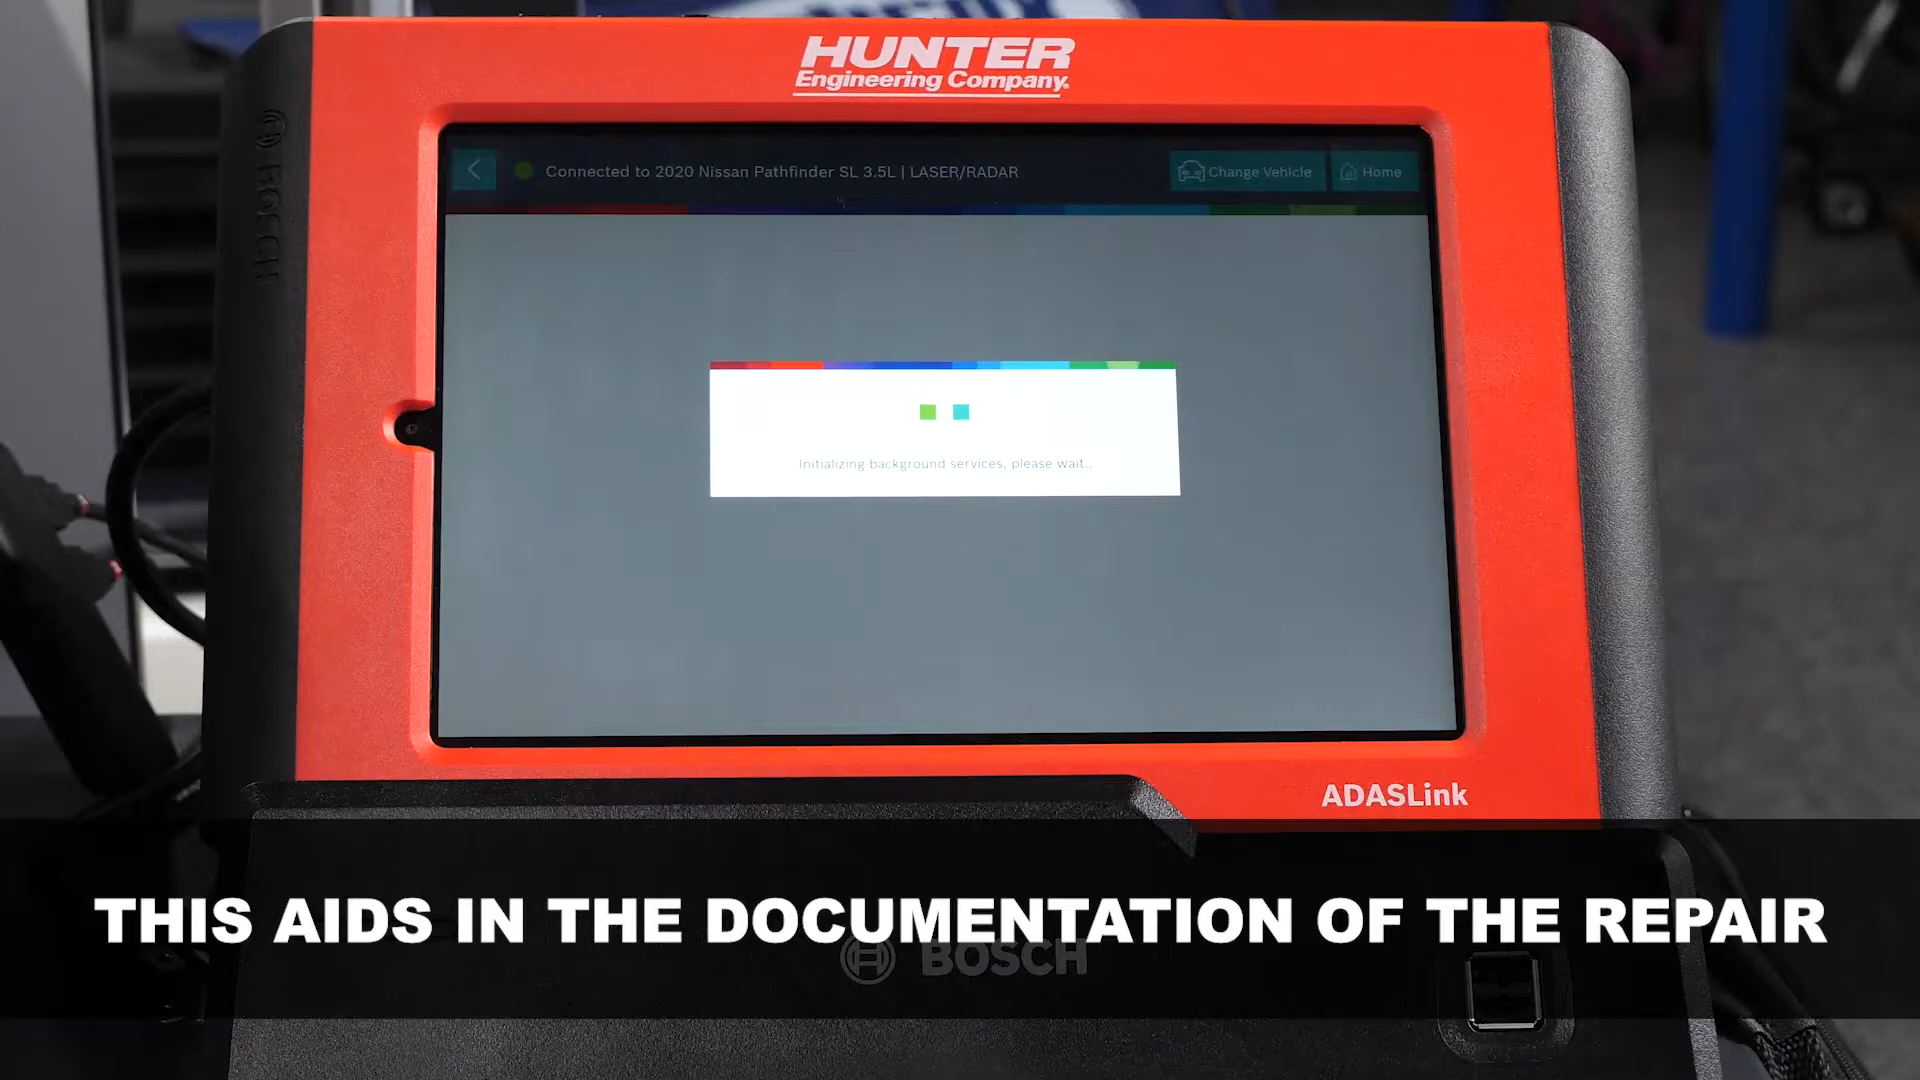 HUNTER
Engineering Company®
Connected to 2020 Nissan Pathfinder SL 3.5L | LASER/RADAR
Change Vehicle
Home
BOSCH
Initializing background services, please wait..
ADASLink
THIS AIDS IN THE DOCUMENTATION OF THE REPAIR
BOSCH